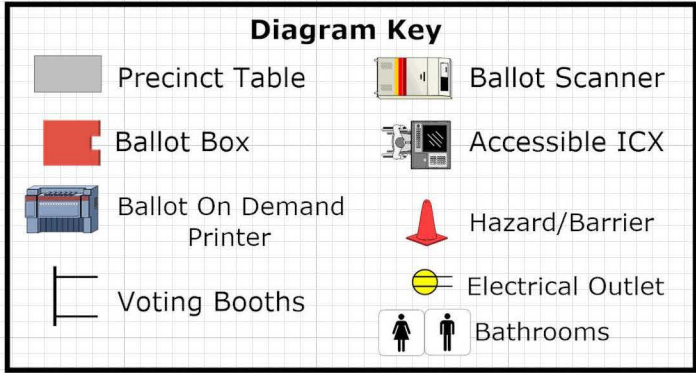 Diagram Key
Precinct Table
Ballot Box
Ballot On Demand
Printer
Voting Booths
Ballot Scanner
Accessible ICX
Hazard/Barrier
Electrical Outlet
Bathrooms